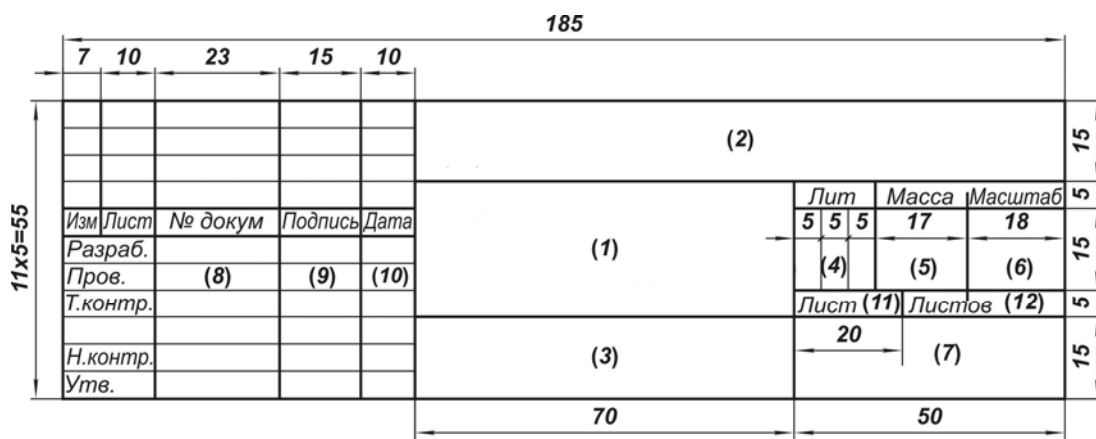 185
7 10 23 15 10
(2)
15
Лит Масса Масштаб
5
11x5=55
Изм Лист № докум Подпись Дата
5 5 5 17 18
Разраб.
(1)
15
Пров. (8) (9) (10)
(4) (5) (6)
Т.контр.
Лист (11) Листов (12)
5
20
Н.контр.
(3)
(7)
15
Утв.
70 50